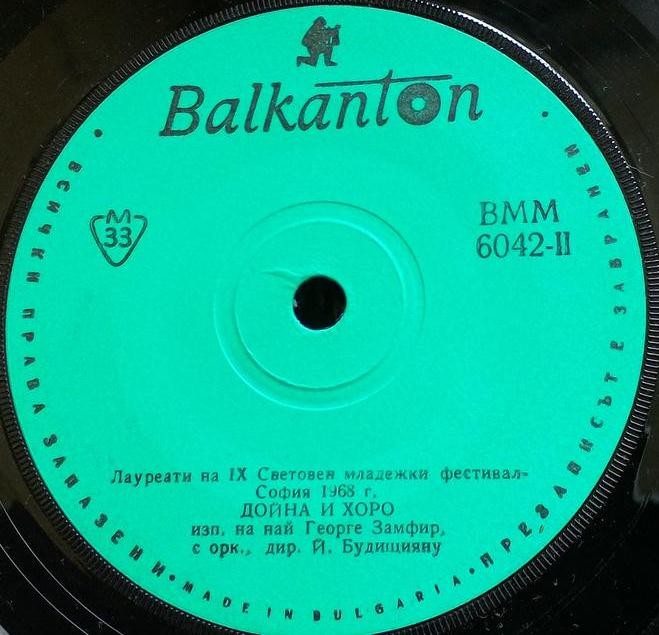 Balkanton
M
33
ВММ
6042-II
Лауреати на IX Световен младежки фестивал-
София 1968 г.
ДОЙНА И ХОРО
изп. на най Георге Замфир,
с орк., дир. Й. Будищияну
ВСИЧКИ ПРАВА ЗАПАЗЕНИ • MADE IN BULGARIA • ПРЕЗАПИСЪТ Е ЗАБРАНЕН